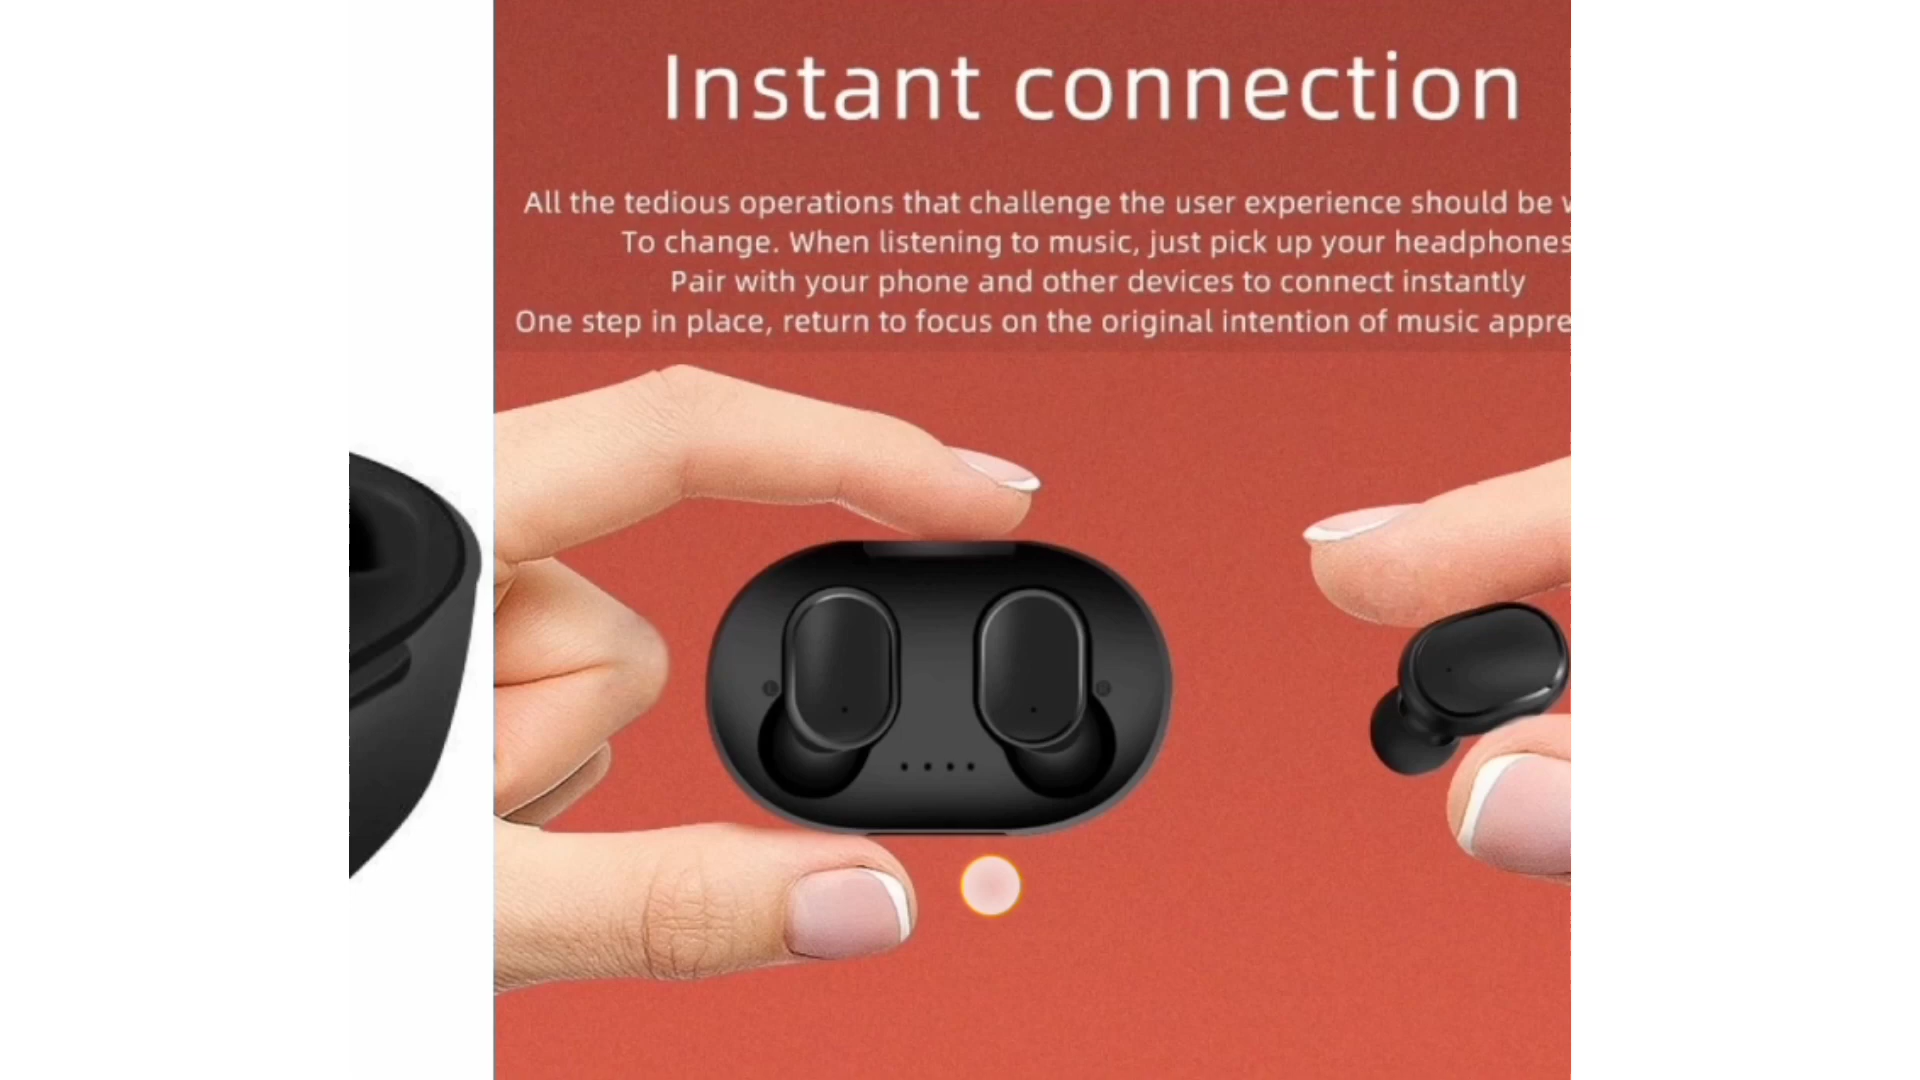 Instant connection
All the tedious operations that challenge the user experience should be
To change. When listening to music, just pick up your headphones
Pair with your phone and other devices to connect instantly
One step in place, return to focus on the original intention of music appre
L
R